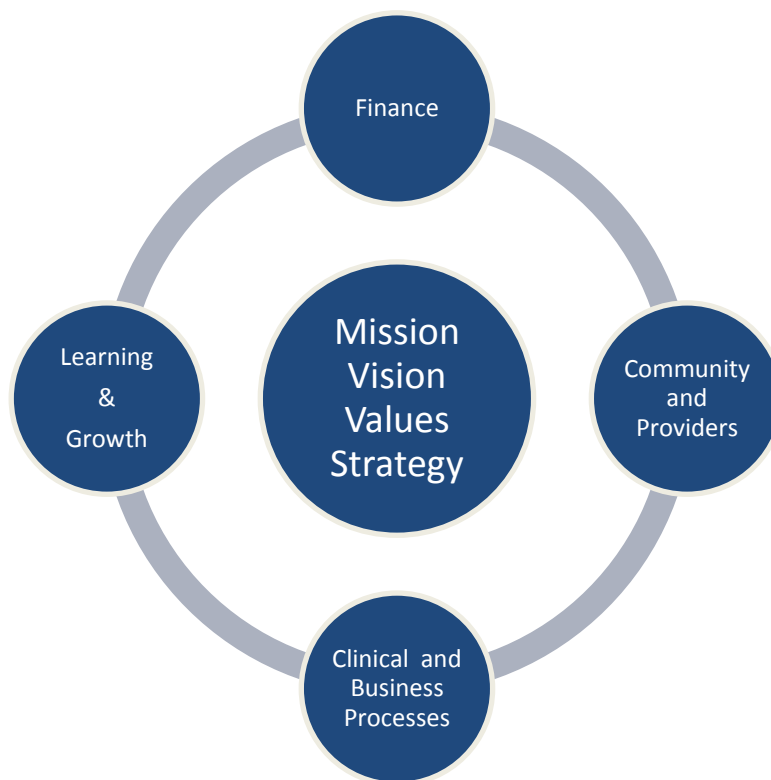 Finance
Learning
&
Growth
Mission
Vision
Values
Strategy
Community
and
Providers
Clinical and
Business
Processes